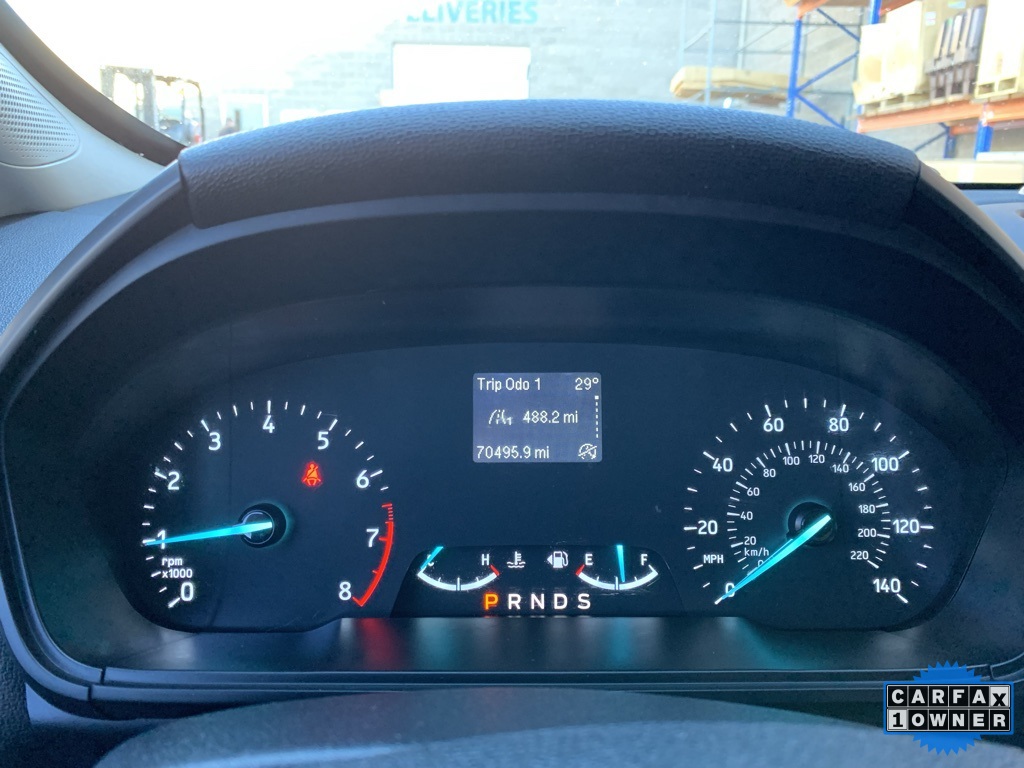 ELIVERIES
Trip Odo 1 29°
488.2 mi
70495.9 mi
0 1 2 3 4 5 6 7 8
rpm
x1000
H E F
P R N D S
0 20 40 60 80 100 120 140
MPH
20 40 60 80 100 120 140 160 180 200 220
km/h
CARFAX
1 OWNER